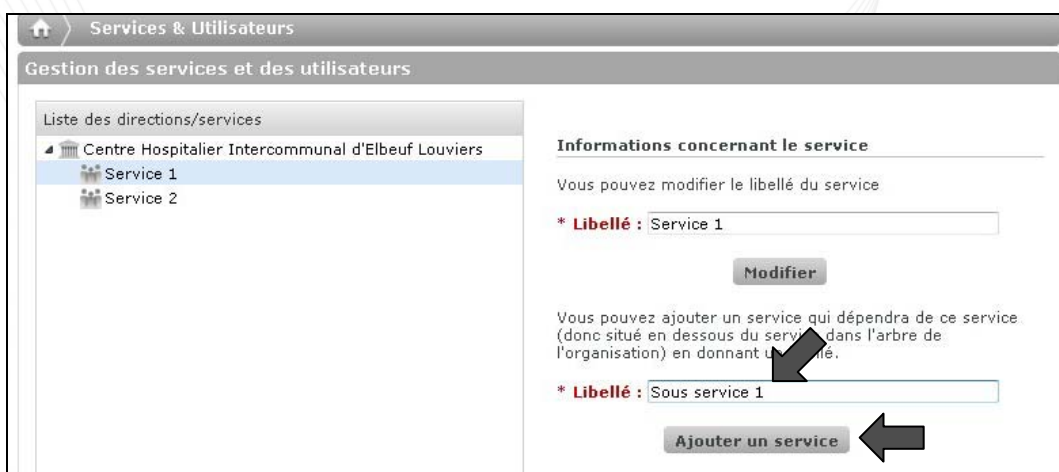 Services & Utilisateurs
Gestion des services et des utilisateurs
Liste des directions/services
Centre Hospitalier Intercommunal d'Elbeuf Louviers
Service 1
Service 2
Informations concernant le service
Vous pouvez modifier le libellé du service
* Libellé : Service 1
Modifier
Vous pouvez ajouter un service qui dépendra de ce service
(donc situé en dessous du service dans l'arbre de
l'organisation) en donnant
* Libellé : Sous service 1
Ajouter un service